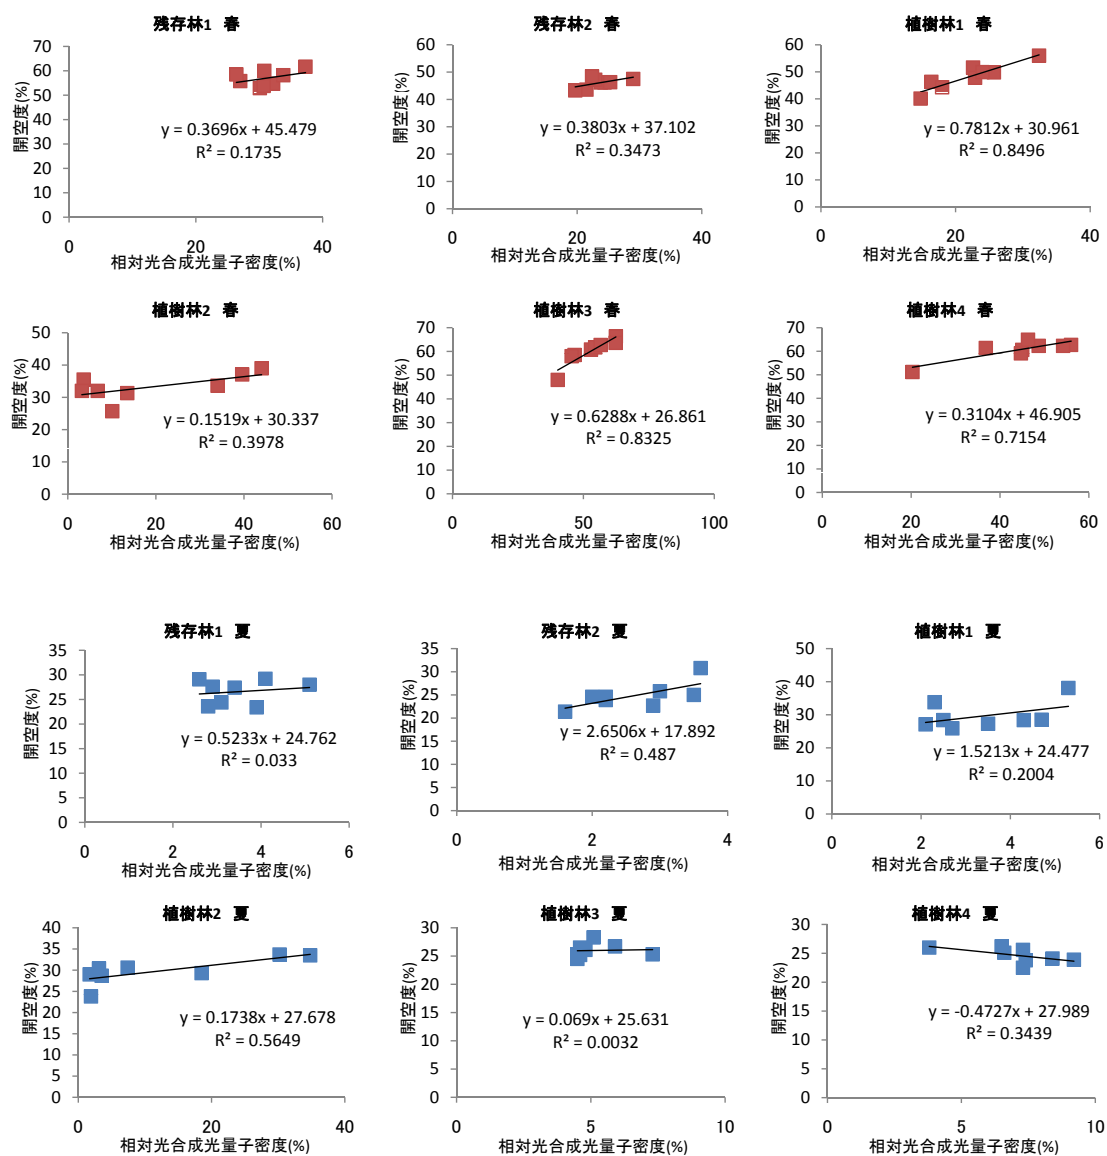 残存林1 春
開空度(%)
70
60
50
40
30
20
10
0
y = 0.3696x + 45.479
R² = 0.1735
0 20 40
相対光合成光量子密度(%)
残存林2 春
開空度(%)
60
50
40
30
20
10
0
y = 0.3803x + 37.102
R² = 0.3473
0 20 40
相対光合成光量子密度(%)
植樹林1 春
開空度(%)
60
50
40
30
20
10
0
y = 0.7812x + 30.961
R² = 0.8496
0 20 40
相対光合成光量子密度(%)
植樹林2 春
開空度(%)
50
40
30
20
10
0
y = 0.1519x + 30.337
R² = 0.3978
0 20 40 60
相対光合成光量子密度(%)
植樹林3 春
開空度(%)
70
60
50
40
30
20
10
0
y = 0.6288x + 26.861
R² = 0.8325
0 50 100
相対光合成光量子密度(%)
植樹林4 春
開空度(%)
70
60
50
40
30
20
10
0
y = 0.3104x + 46.905
R² = 0.7154
0 20 40 60
相対光合成光量子密度(%)
残存林1 夏
開空度(%)
35
30
25
20
15
10
5
0
y = 0.5233x + 24.762
R² = 0.033
0 2 4 6
相対光合成光量子密度(%)
残存林2 夏
開空度(%)
35
30
25
20
15
10
5
0
y = 2.6506x + 17.892
R² = 0.487
0 2 4
相対光合成光量子密度(%)
植樹林1 夏
開空度(%)
50
40
30
20
10
0
y = 1.5213x + 24.477
R² = 0.2004
0 2 4 6
相対光合成光量子密度(%)
植樹林2 夏
開空度(%)
40
35
30
25
20
15
10
5
0
y = 0.1738x + 27.678
R² = 0.5649
0 20 40
相対光合成光量子密度(%)
植樹林3 夏
開空度(%)
30
25
20
15
10
5
0
y = 0.069x + 25.631
R² = 0.0032
0 5 10
相対光合成光量子密度(%)
植樹林4 夏
開空度(%)
30
25
20
15
10
5
0
y = -0.4727x + 27.989
R² = 0.3439
0 5 10
相対光合成光量子密度(%)